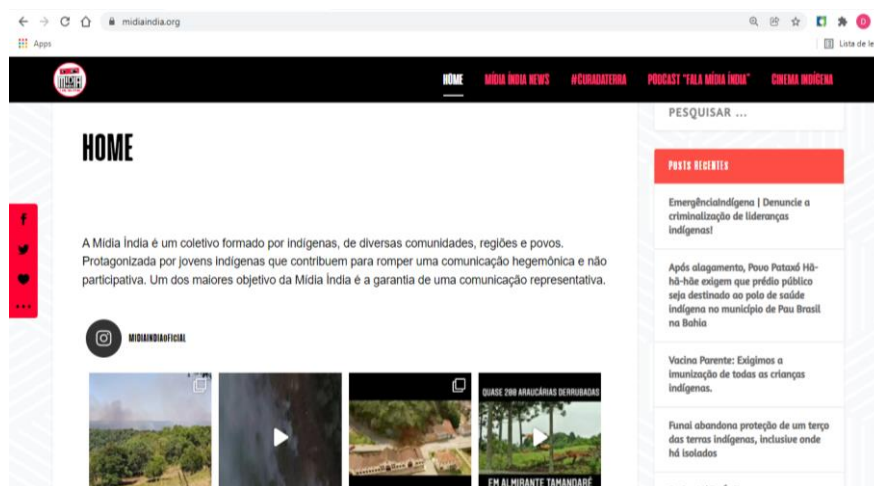 midiaindia.org
Apps
Lista de le
MÍDIA
HOME
MÍDIA ÍNDIA NEWS
#CURADATERRA
PODCAST "FALA MÍDIA ÍNDIA"
CINEMA INDÍGENA
PESQUISAR ...
HOME
A Mídia Índia é um coletivo formado por indígenas, de diversas comunidades, regiões e povos.
Protagonizada por jovens indígenas que contribuem para romper uma comunicação hegemônica e não
participativa. Um dos maiores objetivo da Mídia Índia é a garantia de uma comunicação representativa.
MIDIAINDIAOFICIAL
QUASE 200 ARAUCÁRIAS DERRUBADAS
EM ALMIRANTE TAMANDARÉ
POSTS RECENTES
EmergênciaIndígena | Denuncie a
criminalização de lideranças
indígenas!
Após alagamento, Povo Pataxó Hã-
hã-hãe exigem que prédio público
seja destinado ao polo de saúde
indígena no município de Pau Brasil
na Bahia
Vacina Parente: Exigimos a
imunização de todas as crianças
indígenas.
Funai abandona proteção de um terço
das terras indígenas, inclusive onde
há isolados